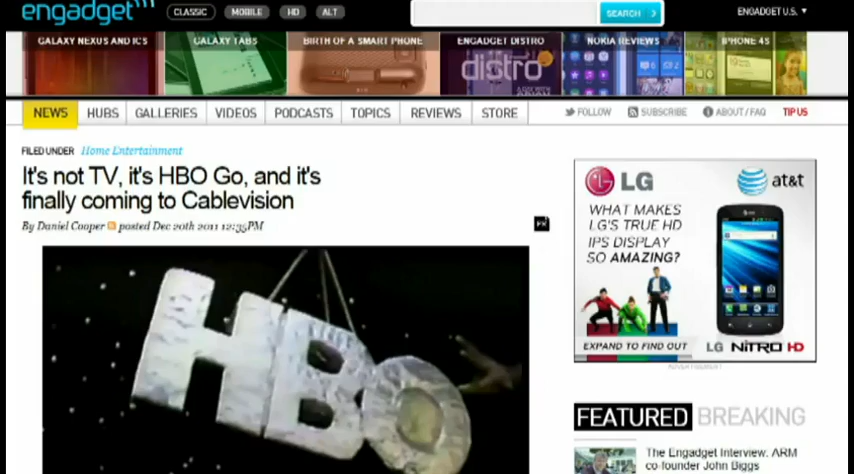 engadget
CLASSIC
MOBILE
HD
ALT
SEARCH
ENGADGET U.S.
GALAXY NEXUS AND ICS
GALAXY TABS
BIRTH OF A SMART PHONE
ENGADGET DISTRO
NOKIA REVIEWS
IPHONE 4S
distro
NEWS
HUBS
GALLERIES
VIDEOS
PODCASTS
TOPICS
REVIEWS
STORE
FOLLOW
SUBSCRIBE
ABOUT / FAQ
TIP US
FILED UNDER Home Entertainment
It's not TV, it's HBO Go, and it's
finally coming to Cablevision
By Daniel Cooper posted Dec 20th 2011 12:35PM
HBO
LG
at&t
WHAT MAKES
LG'S TRUE HD
IPS DISPLAY
SO AMAZING?
EXPAND TO FIND OUT
LG NITRO HD
ADVERTISEMENT
FEATURED BREAKING
The Engadget Interview: ARM
co-founder John Biggs